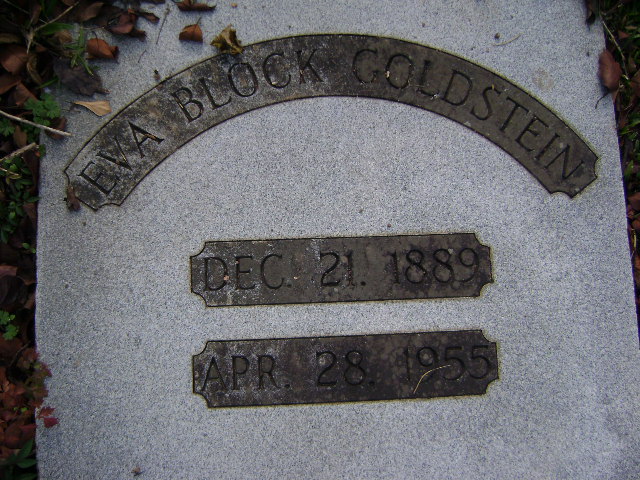 EVA BLOCK GOLDSTEIN
DEC. 21. 1889
APR. 28. 1955